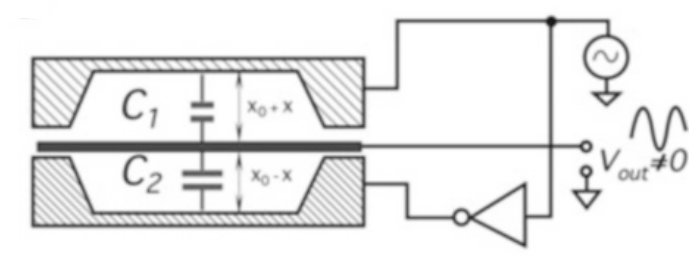 C₁
x₀+x
C₂
x₀-x
Vₒᵤₜ≠0